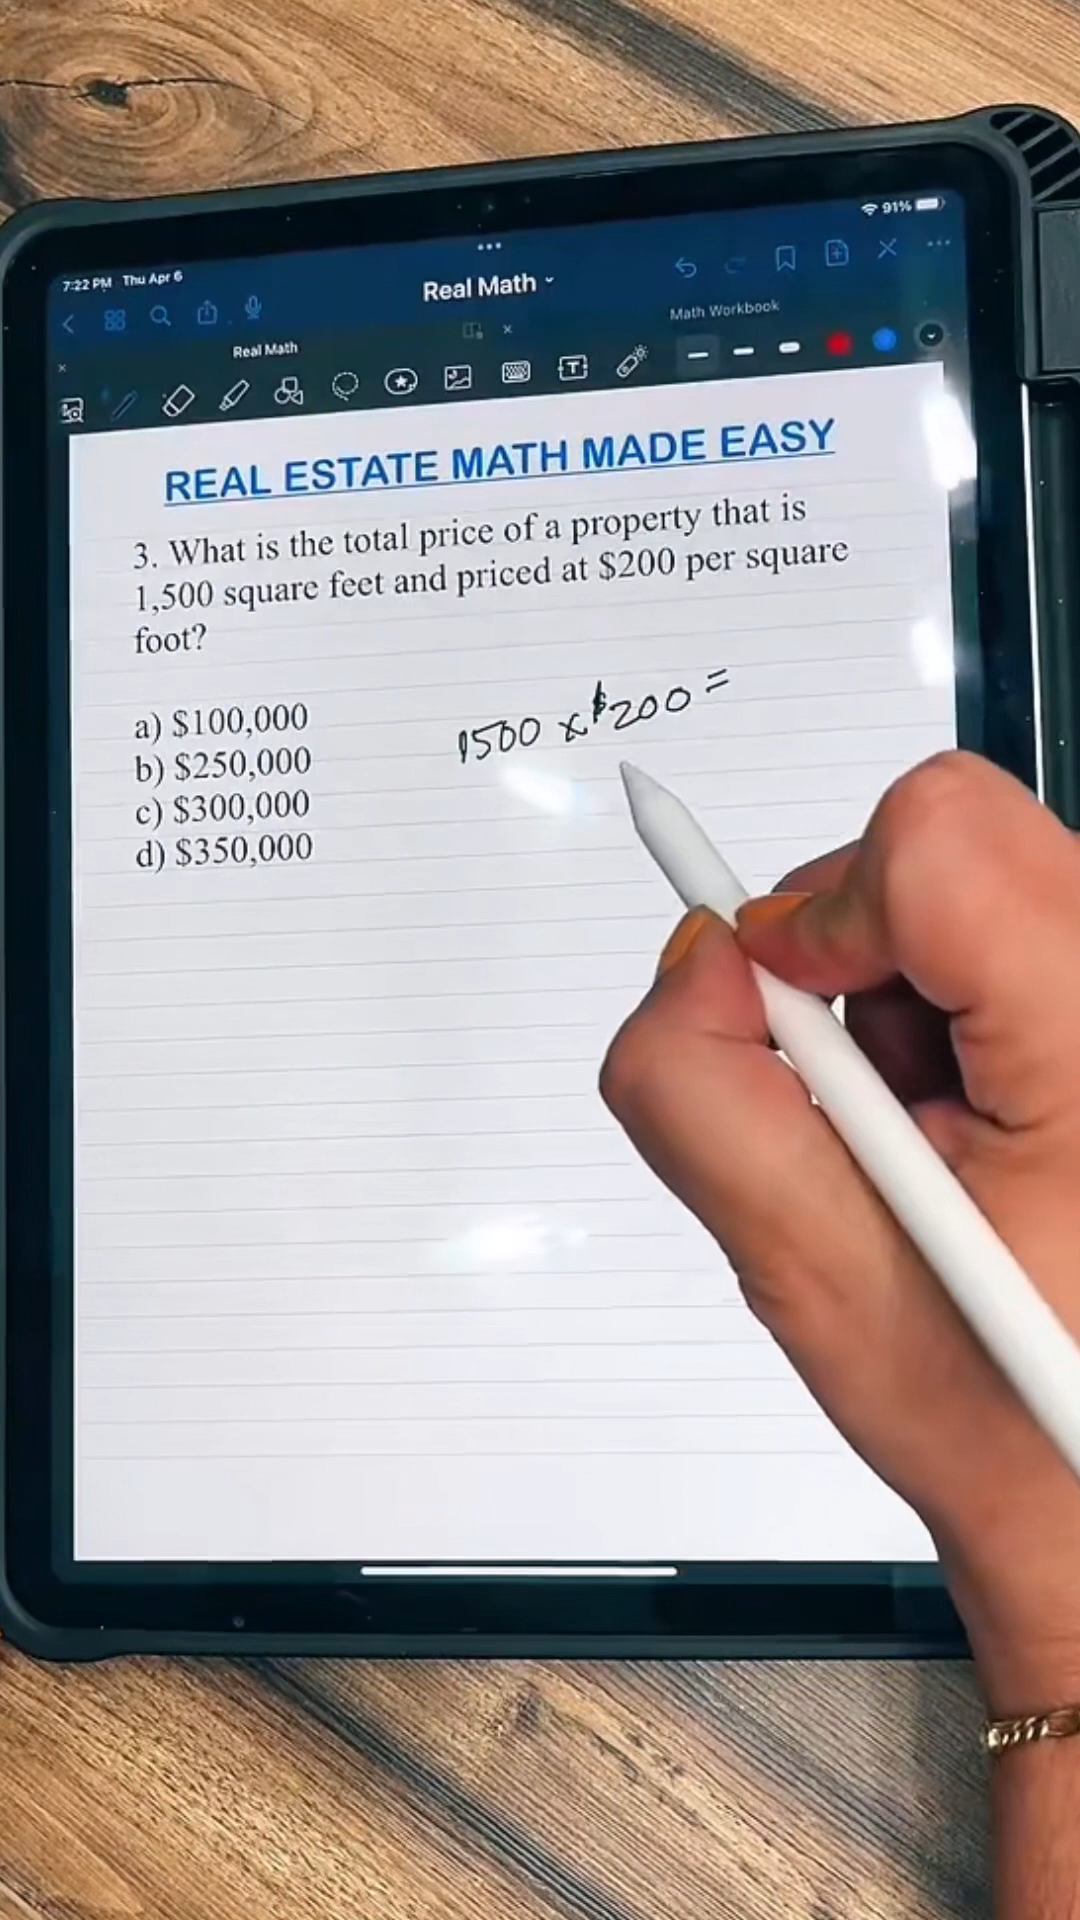 91%
7:22 PM Thu Apr 6
Real Math
Math Workbook
Real Math
REAL ESTATE MATH MADE EASY
3. What is the total price of a property that is
1,500 square feet and priced at $200 per square
foot?
1500 x $200 =
a) $100,000
b) $250,000
c) $300,000
d) $350,000